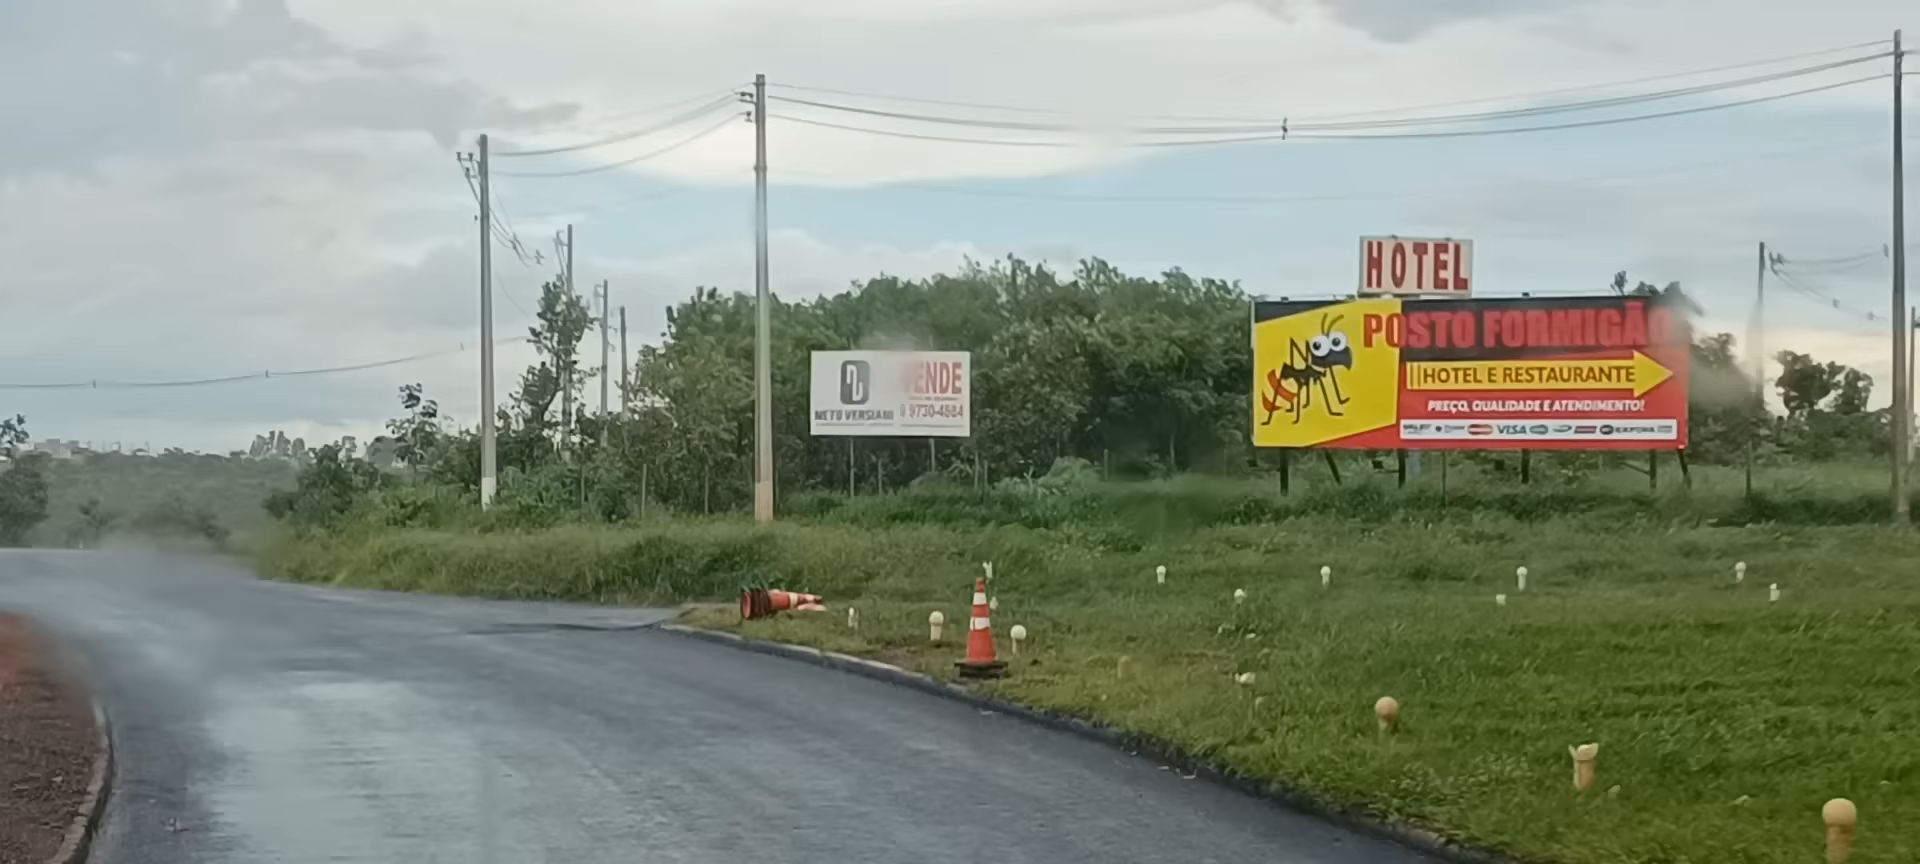 HOTEL
POSTO FORMIGÃO
HOTEL E RESTAURANTE
PREÇO, QUALIDADE E ATENDIMENTO!
VISA
VENDE
NETO VERSIANI
9 9730-4684